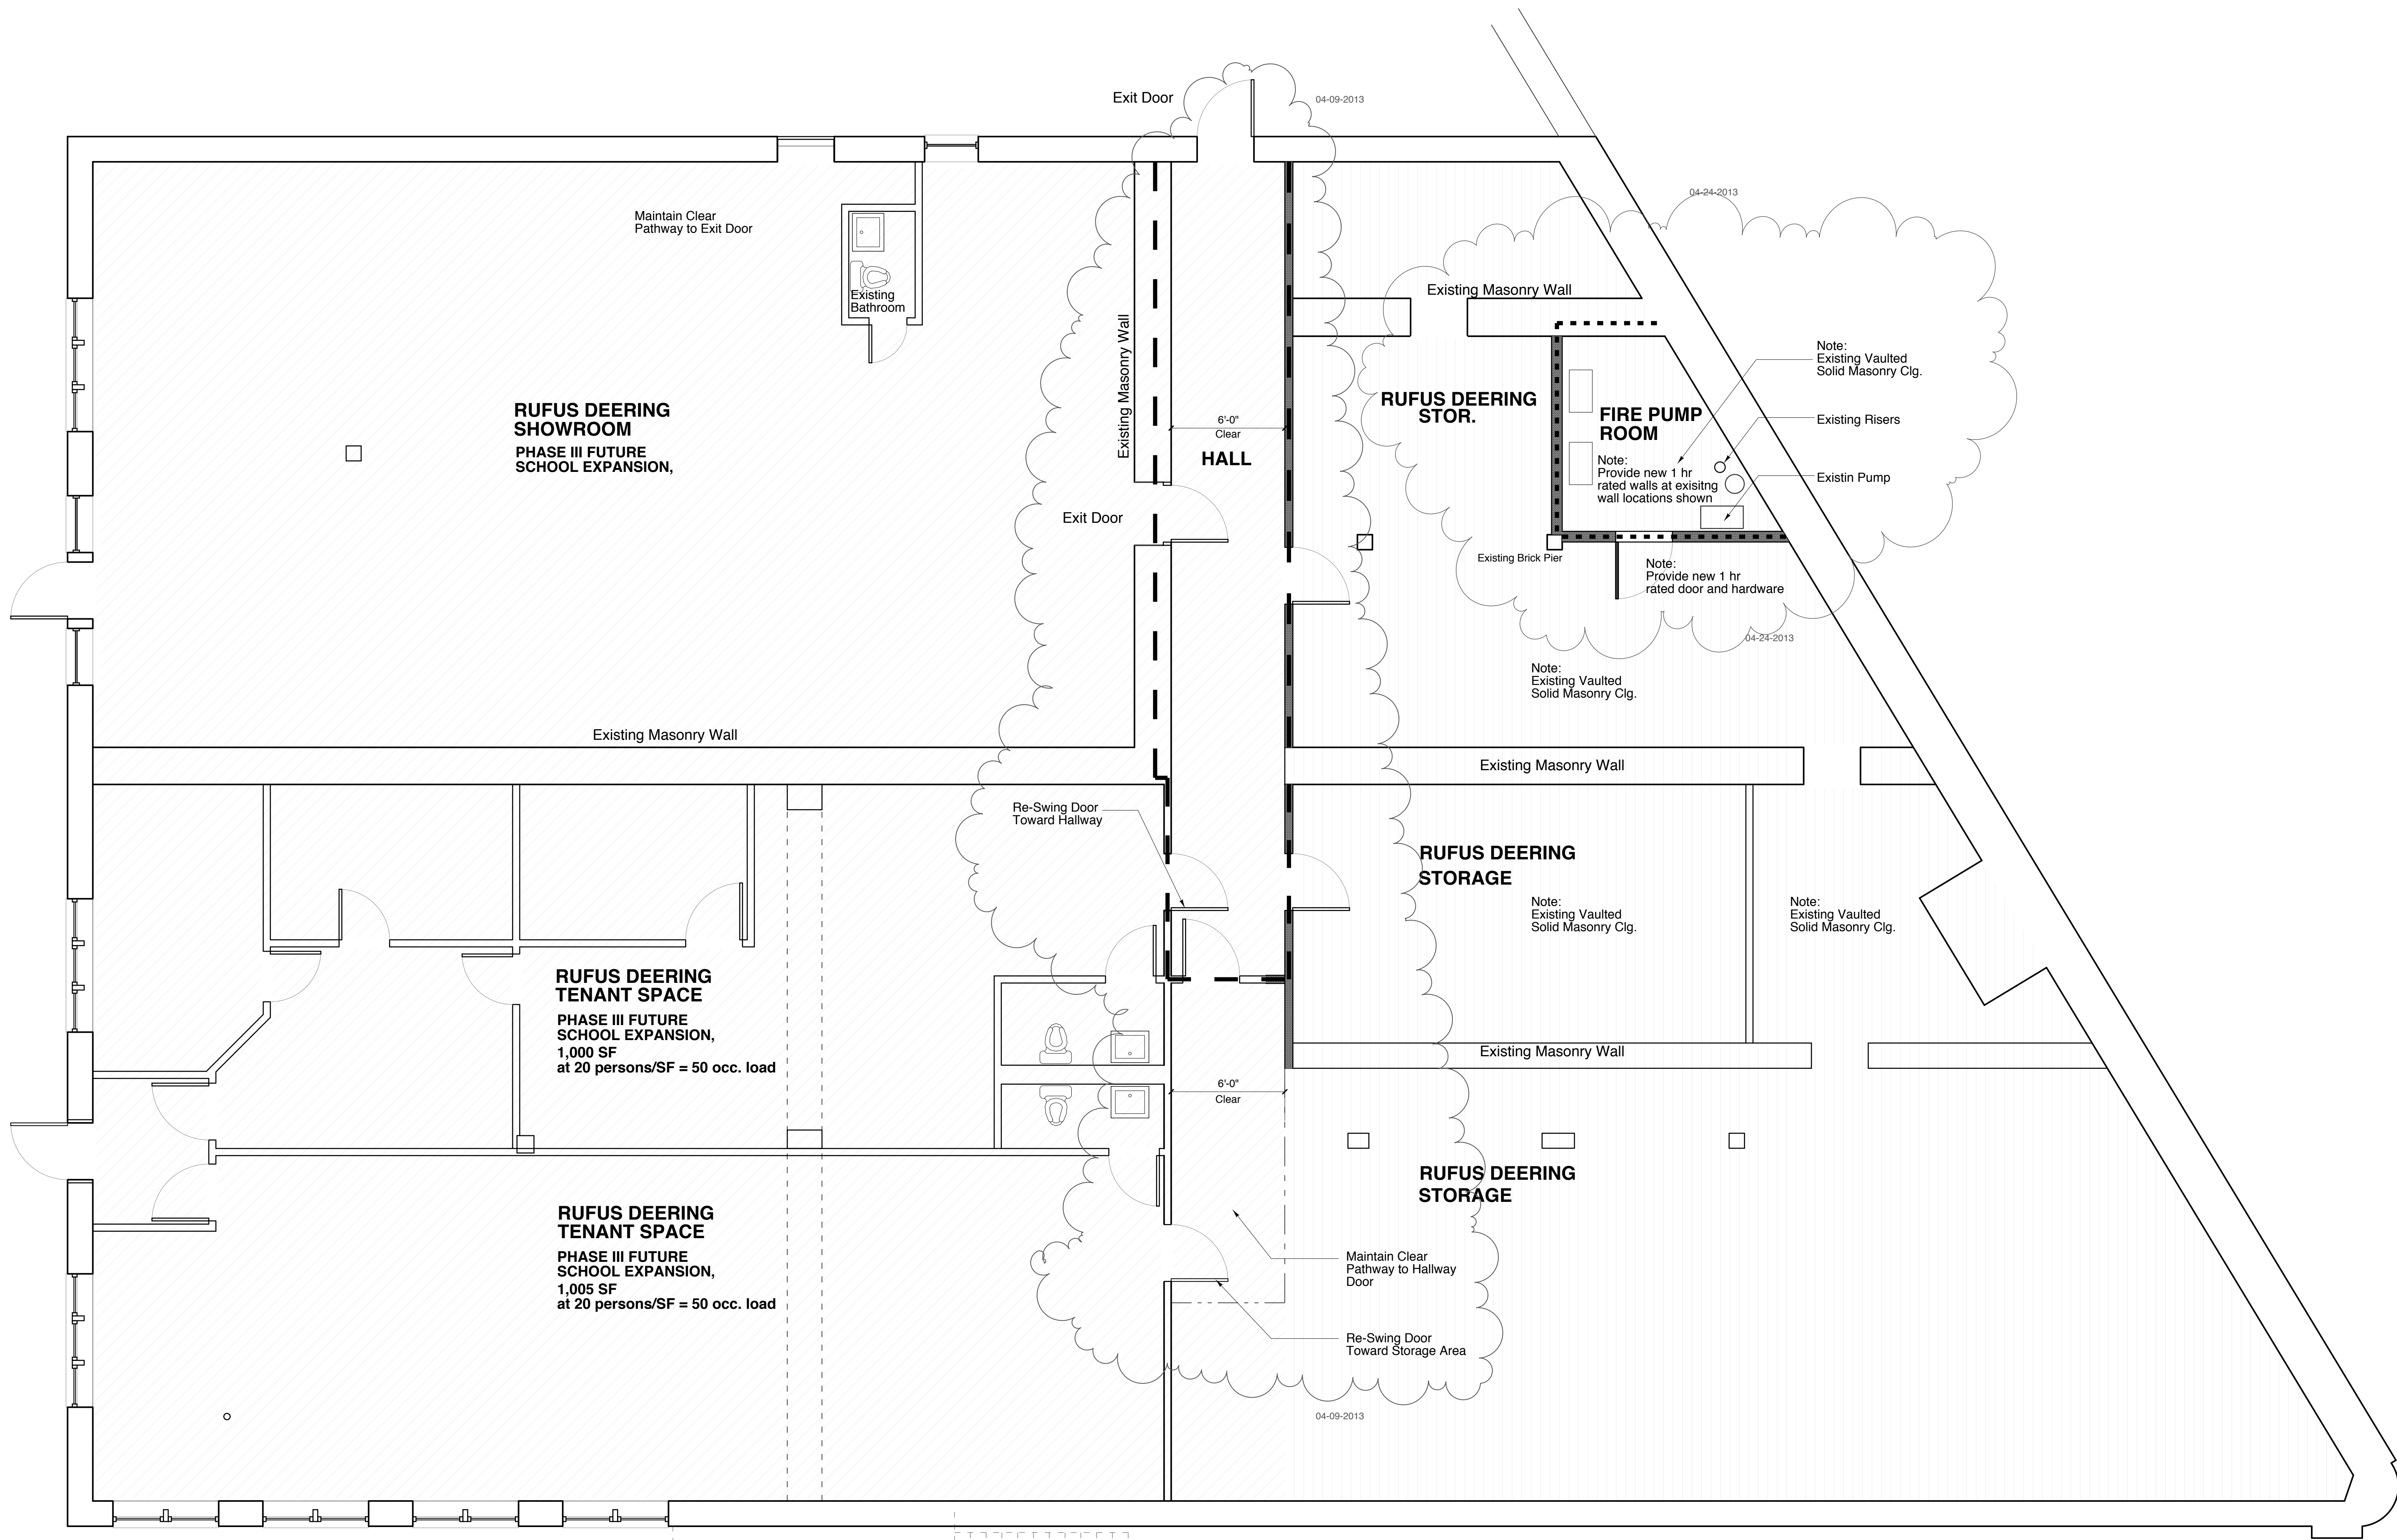 Exit Door
04-09-2013
04-24-2013
Maintain Clear
Pathway to Exit Door
Existing
Bathroom
Existing Masonry Wall
Existing Masonry Wall
Note:
Existing Vaulted
Solid Masonry Clg.
RUFUS DEERING
SHOWROOM
PHASE III FUTURE
SCHOOL EXPANSION,
6'-0"
Clear
HALL
RUFUS DEERING
STOR.
FIRE PUMP
ROOM
Note:
Provide new 1 hr
rated walls at exisitng
wall locations shown
Existing Risers
Existin Pump
Exit Door
Existing Brick Pier
Note:
Provide new 1 hr
rated door and hardware
04-24-2013
Note:
Existing Vaulted
Solid Masonry Clg.
Existing Masonry Wall
Existing Masonry Wall
Re-Swing Door
Toward Hallway
RUFUS DEERING
STORAGE
Note:
Existing Vaulted
Solid Masonry Clg.
Note:
Existing Vaulted
Solid Masonry Clg.
RUFUS DEERING
TENANT SPACE
PHASE III FUTURE
SCHOOL EXPANSION,
1,000 SF
at 20 persons/SF = 50 occ. load
Existing Masonry Wall
6'-0"
Clear
RUFUS DEERING
STORAGE
RUFUS DEERING
TENANT SPACE
PHASE III FUTURE
SCHOOL EXPANSION,
1,005 SF
at 20 persons/SF = 50 occ. load
Maintain Clear
Pathway to Hallway
Door
Re-Swing Door
Toward Storage Area
04-09-2013